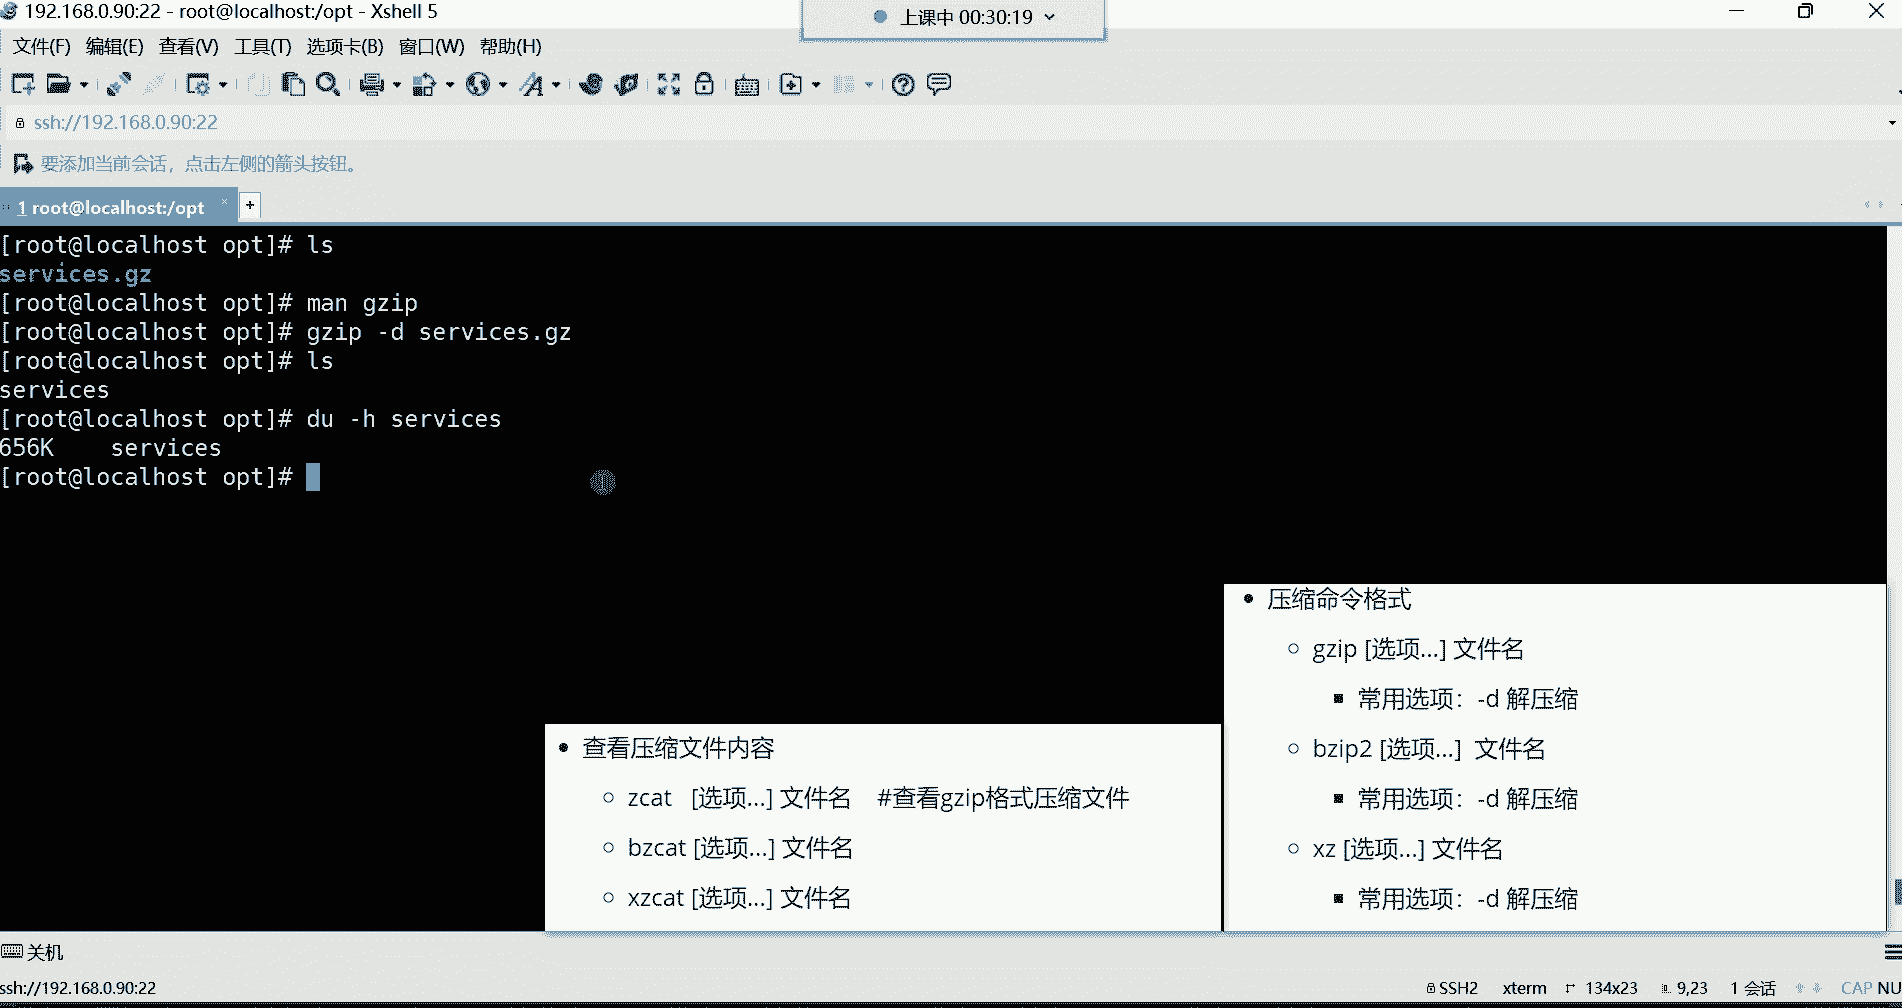 192.168.0.90:22 - root@localhost:/opt - Xshell 5
上课中 00:30:19
文件(F) 编辑(E) 查看(V) 工具(T) 选项卡(B) 窗口(W) 帮助(H)
ssh://192.168.0.90:22
要添加当前会话，点击左侧的箭头按钮。
1 root@localhost:/opt
[root@localhost opt]# ls
services.gz
[root@localhost opt]# man gzip
[root@localhost opt]# gzip -d services.gz
[root@localhost opt]# ls
services
[root@localhost opt]# du -h services
656K    services
[root@localhost opt]#
查看压缩文件内容
zcat [选项...] 文件名 #查看gzip格式压缩文件
bzcat [选项...] 文件名
xzcat [选项...] 文件名
压缩命令格式
gzip [选项...] 文件名
常用选项：-d 解压缩
bzip2 [选项...] 文件名
常用选项：-d 解压缩
xz [选项...] 文件名
常用选项：-d 解压缩
关机
ssh://192.168.0.90:22
SSH2 xterm 134x23 9,23 1 会话 CAP NU